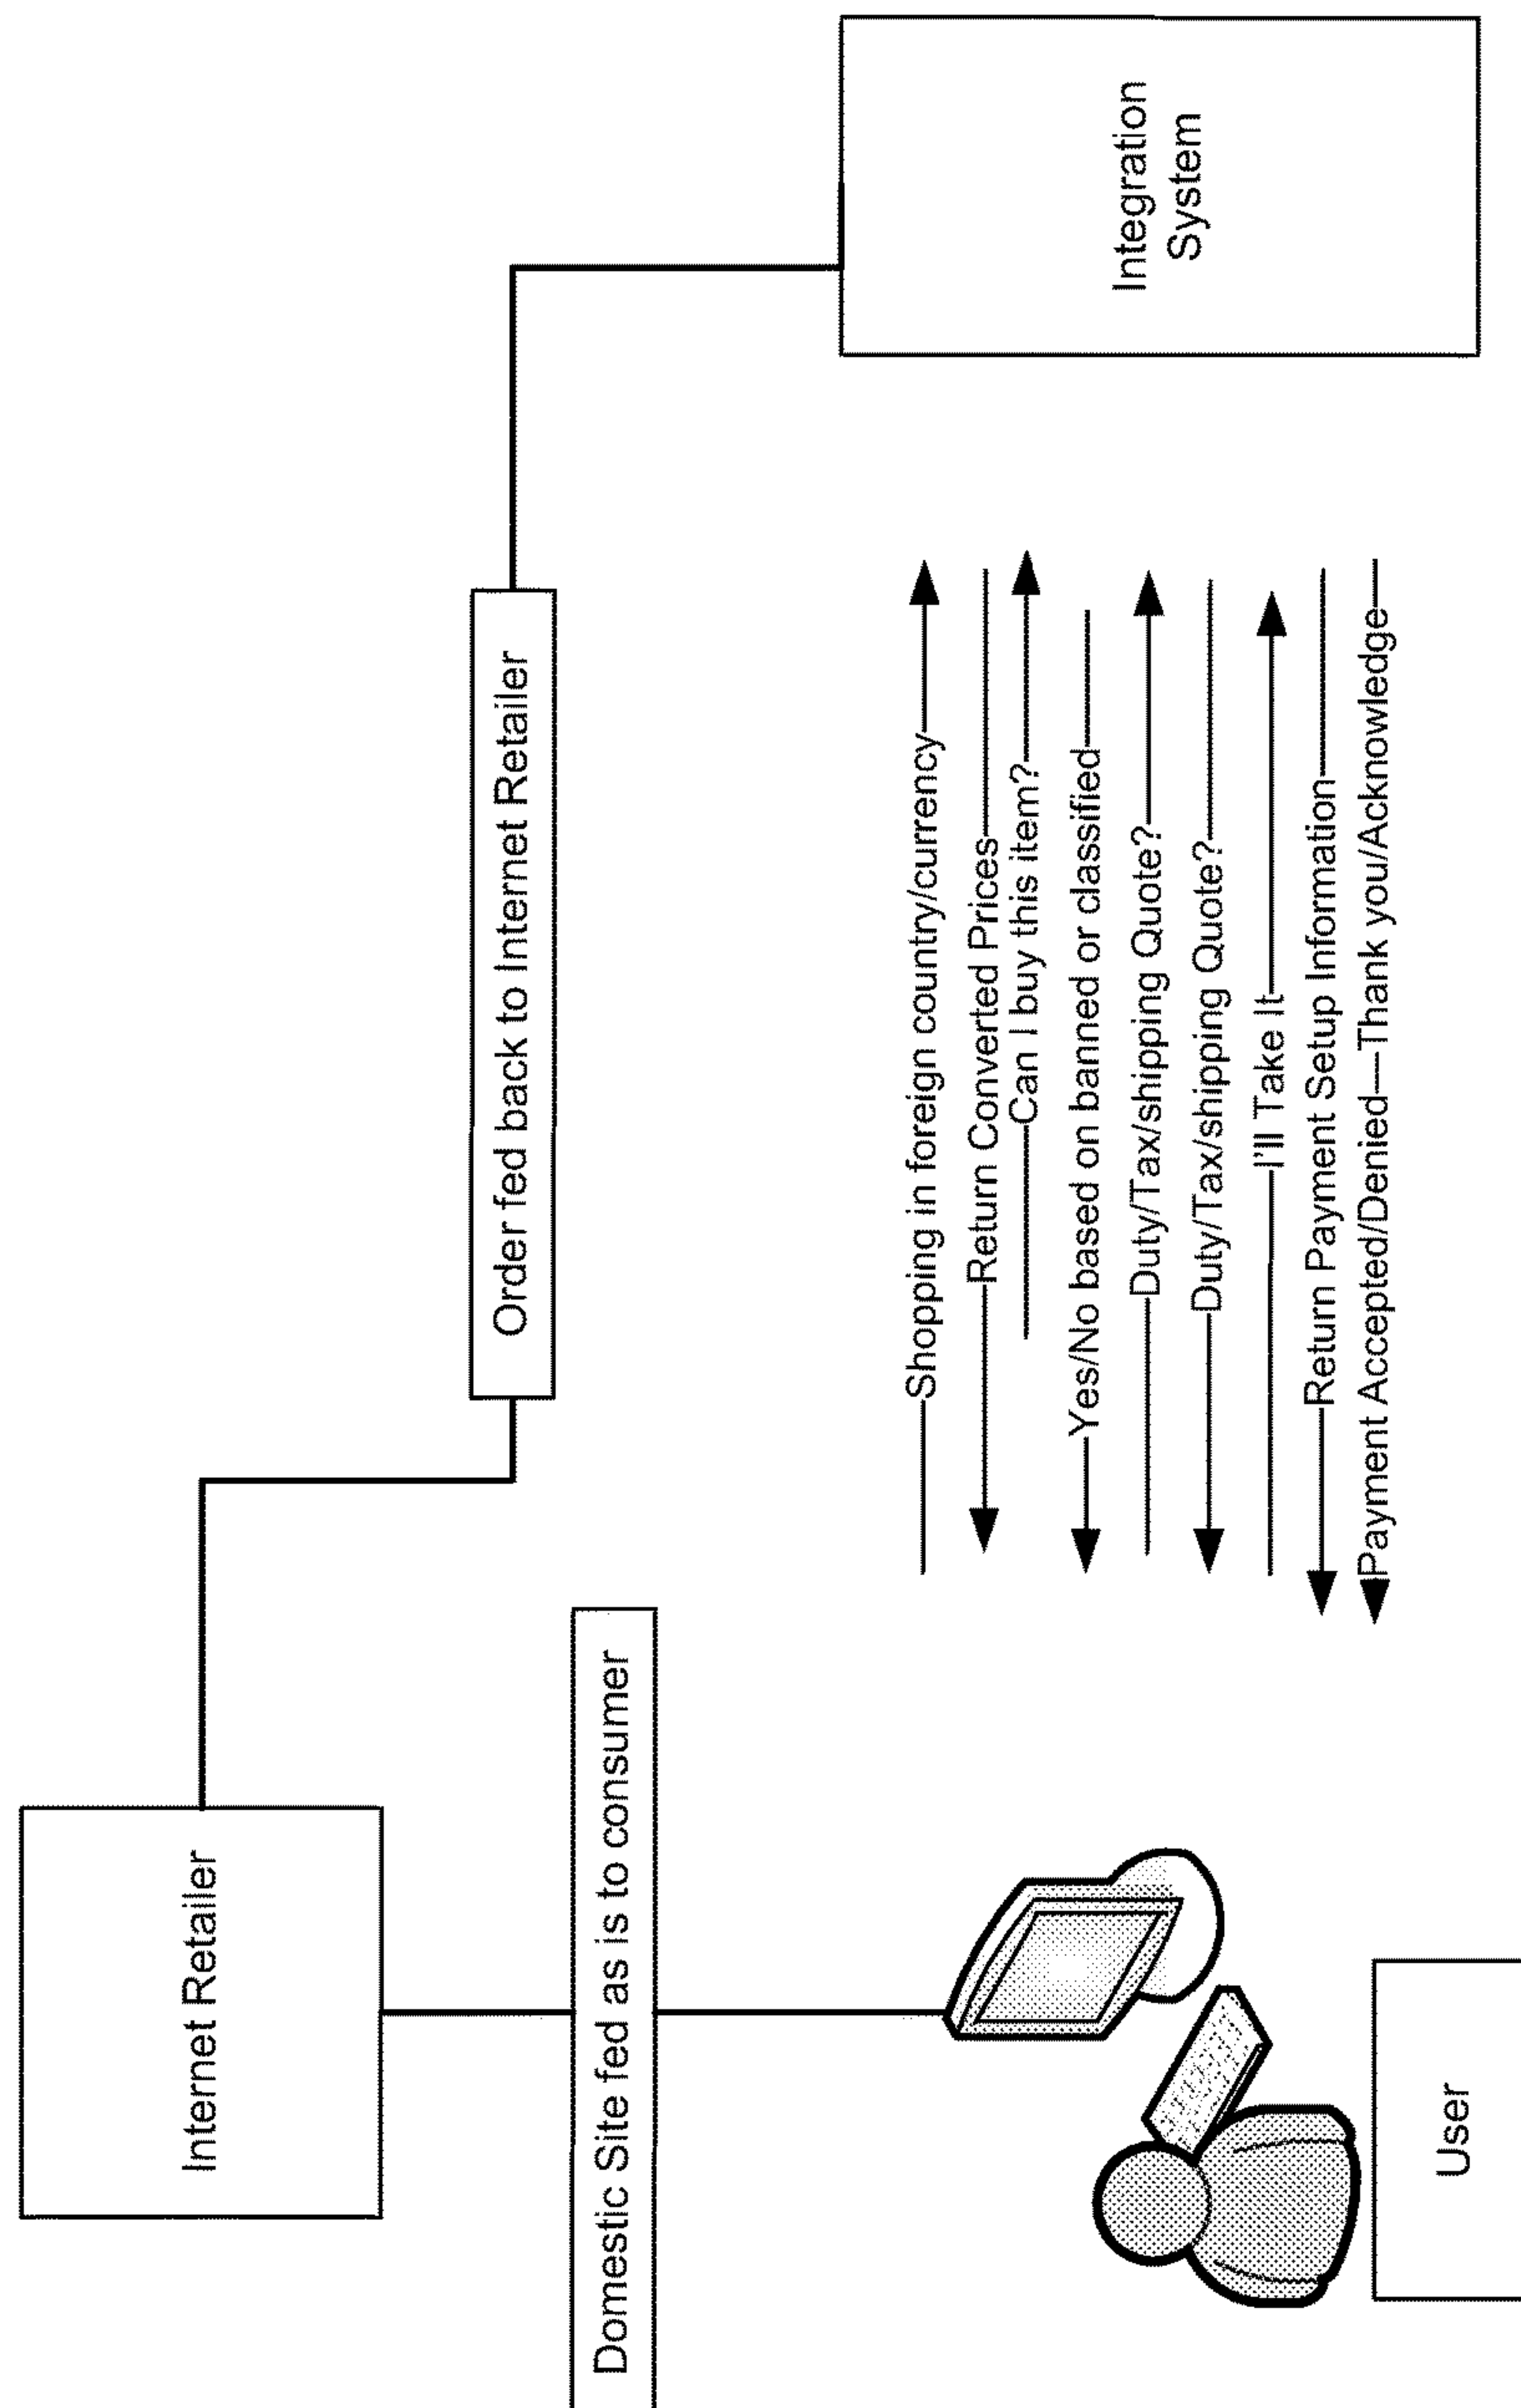 Internet Retailer
Order fed back to Internet Retailer
Domestic Site fed as is to consumer
Shopping in foreign country/currency
Return Converted Prices
Can I buy this item?
Yes/No based on banned or classified
Duty/Tax/shipping Quote?
Duty/Tax/shipping Quote?
I'll Take It
Return Payment Setup Information
Payment Accepted/Denied—Thank you/Acknowledge
Integration
System
User